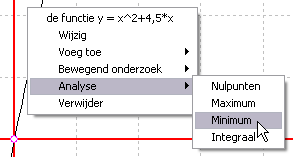 de functie y = x^2+4,5*x
Wijzig
Voeg toe
Bewegend onderzoek
Analyse
Verwijder
Nulpunten
Maximum
Minimum
Integraal